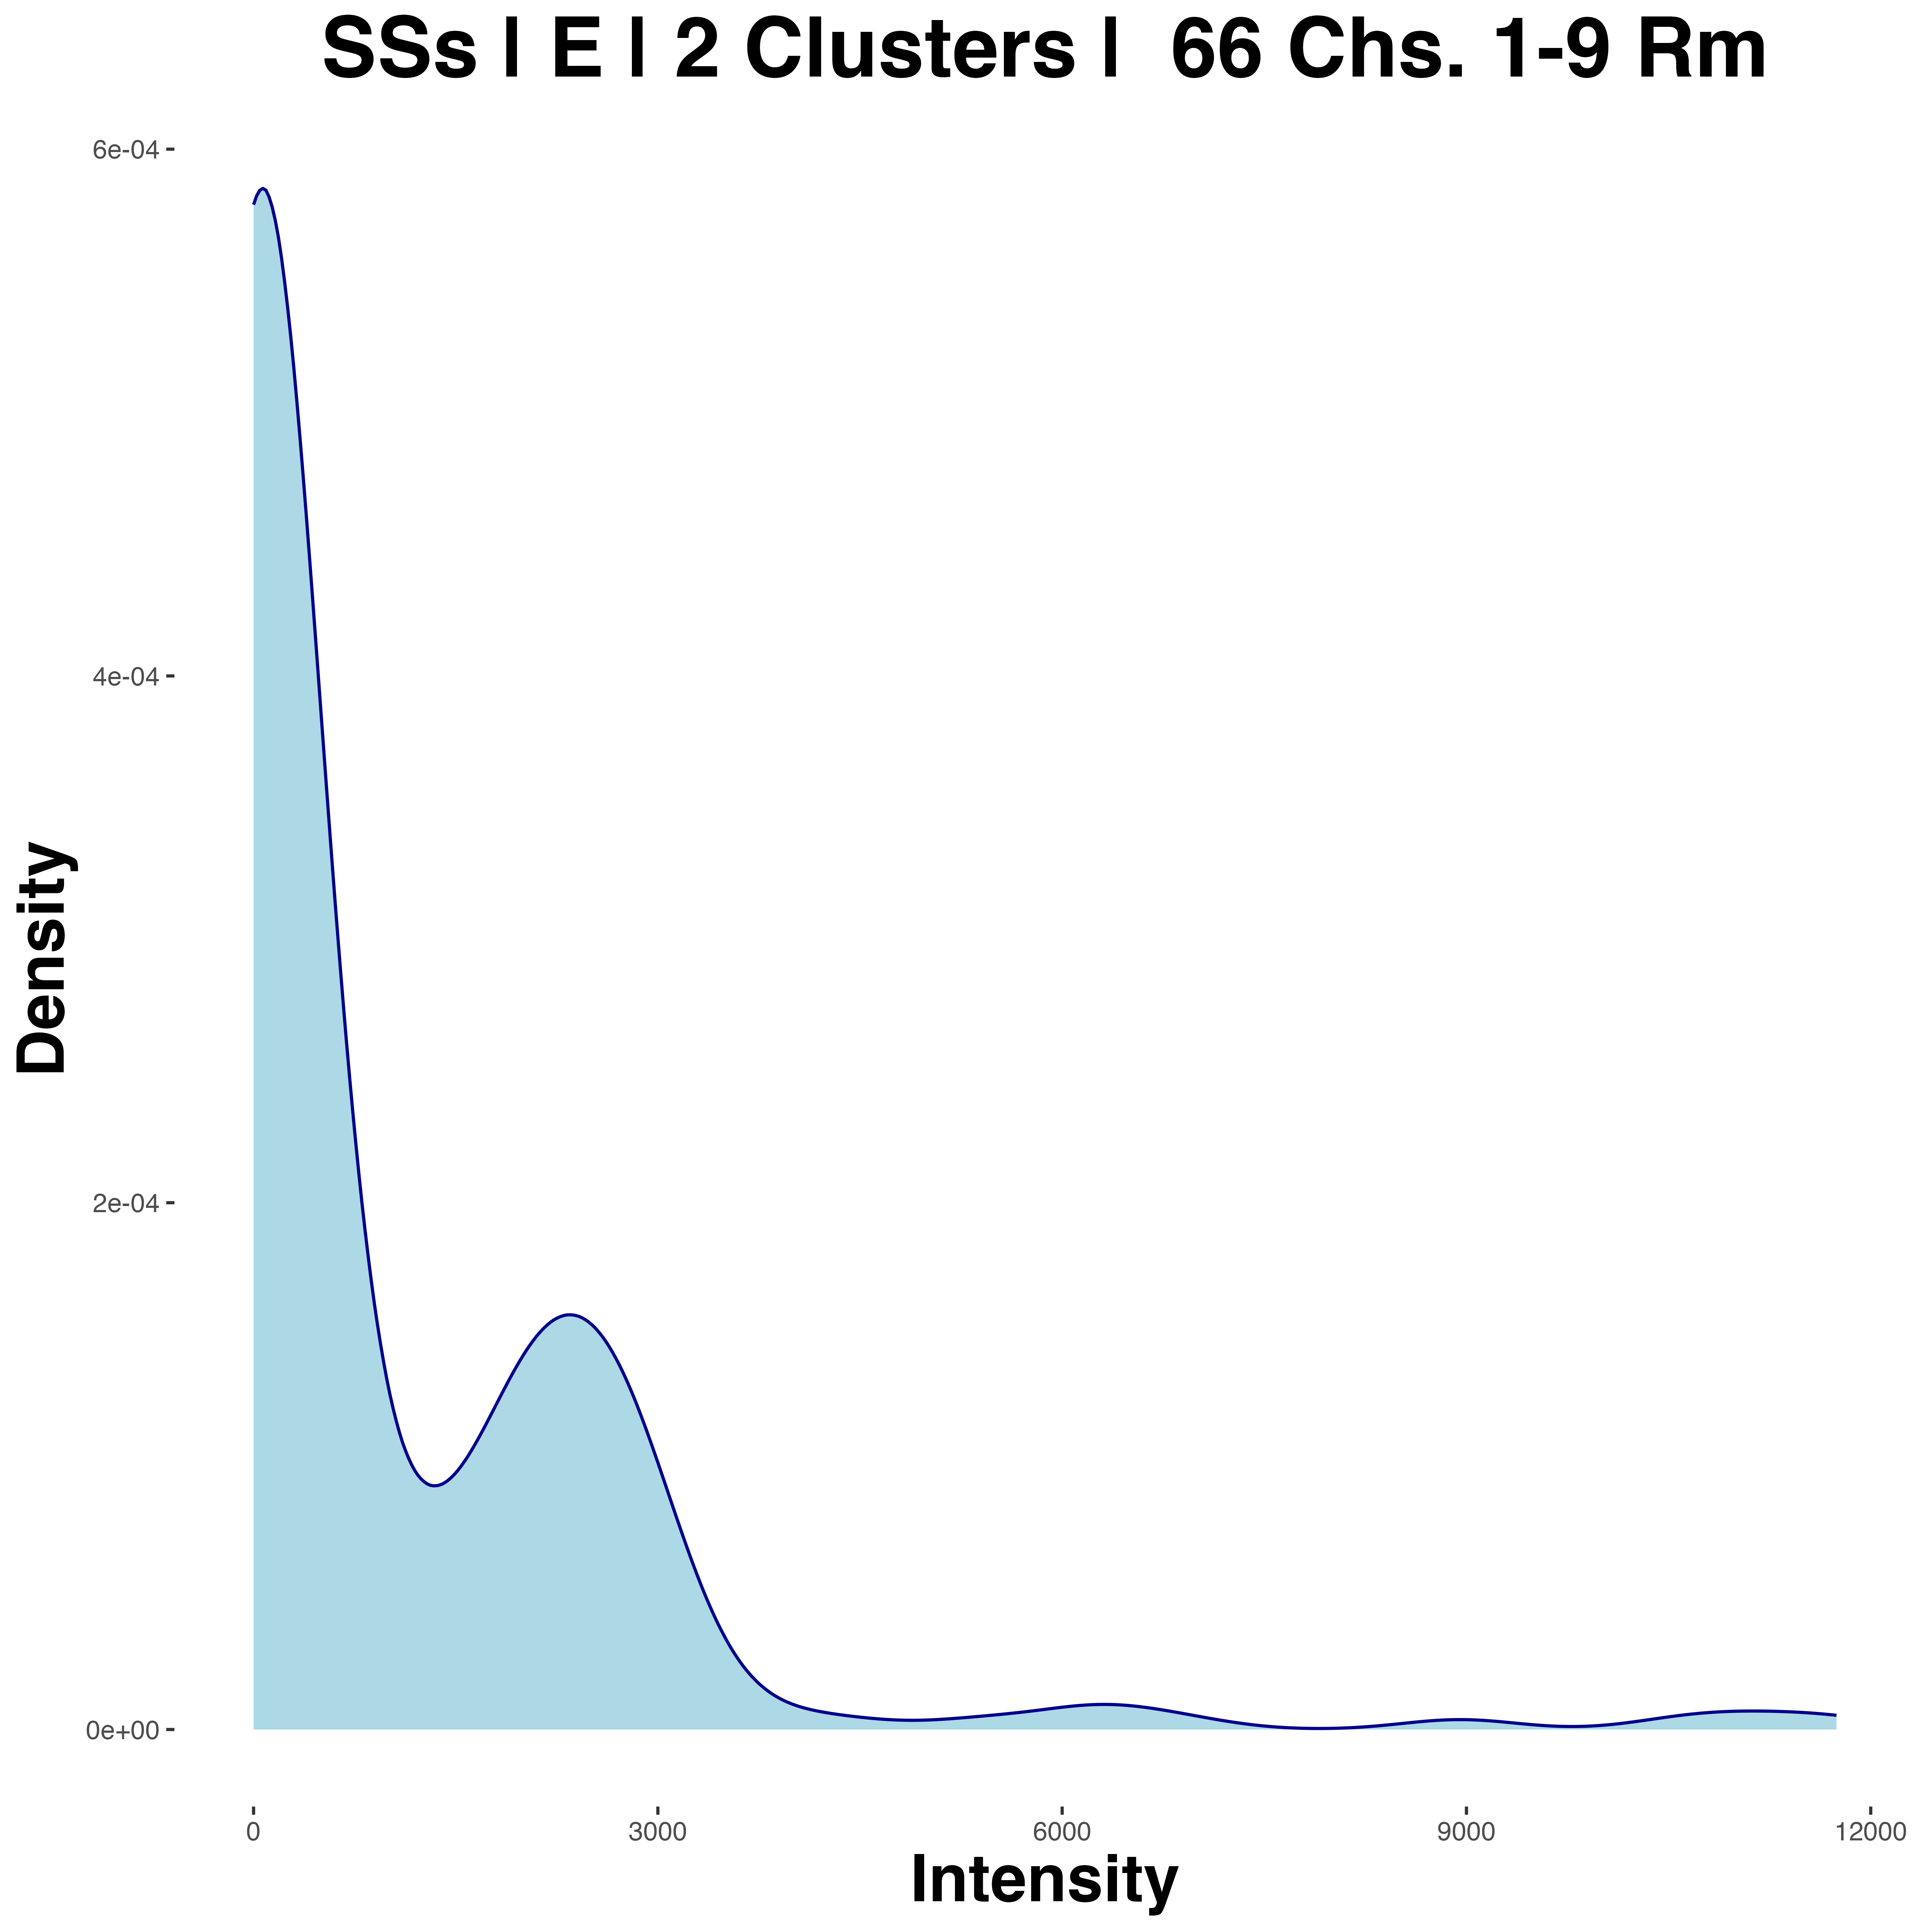 SSs | E | 2 Clusters |  66 Chs. 1-9 Rm
6e-04
4e-04
2e-04
0e+00
Density
0 3000 6000 9000 12000
Intensity